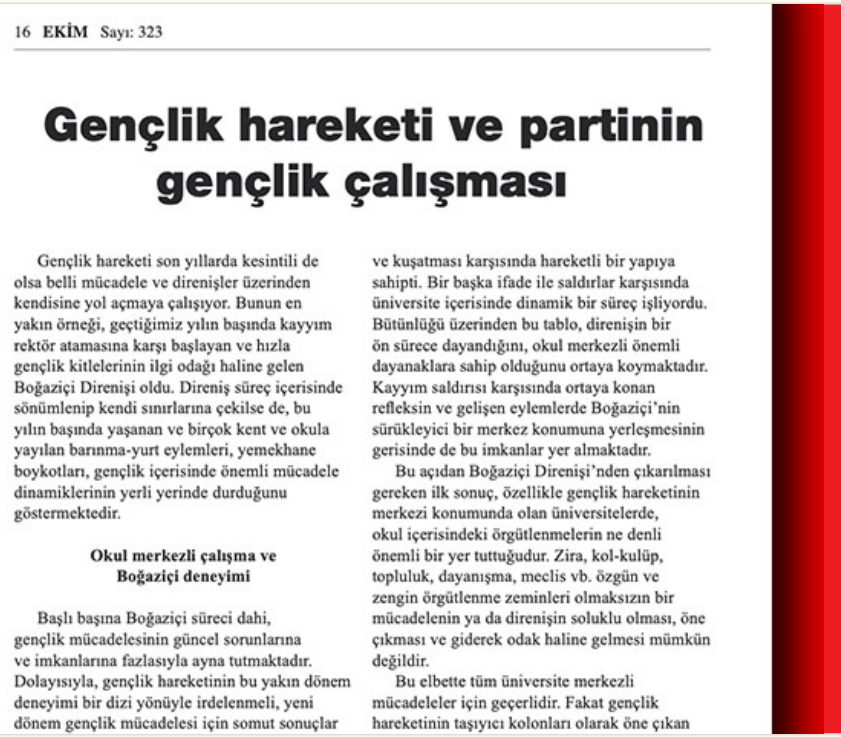 16 EKİM Sayı: 323
Gençlik hareketi ve partinin
gençlik çalışması
Gençlik hareketi son yıllarda kesintili de
olsa belli mücadele ve direnişler üzerinden
kendisine yol açmaya çalışıyor. Bunun en
yakın örneği, geçtiğimiz yılın başında kayyım
rektör atamasına karşı başlayan ve hızla
gençlik kitlelerinin ilgi odağı haline gelen
Boğaziçi Direnişi oldu. Direniş süreç içerisinde
sönümlenip kendi sınırlarına çekilse de, bu
yılın başında yaşanan ve birçok kent ve okula
yayılan barınma-yurt eylemleri, yemekhane
boykotları, gençlik içerisinde önemli mücadele
dinamiklerinin yerli yerinde durduğunu
göstermektedir.
Okul merkezli çalışma ve
Boğaziçi deneyimi
Başlı başına Boğaziçi süreci dahi,
gençlik mücadelesinin güncel sorunlarına
ve imkanlarına fazlasıyla ayna tutmaktadır.
Dolayısıyla, gençlik hareketinin bu yakın dönem
deneyimi bir dizi yönüyle irdelenmeli, yeni
dönem gençlik mücadelesi için somut sonuçlar
ve kuşatması karşısında hareketli bir yapıya
sahipti. Bir başka ifade ile saldırlar karşısında
üniversite içerisinde dinamik bir süreç işliyordu.
Bütünlüğü üzerinden bu tablo, direnişin bir
ön sürece dayandığını, okul merkezli önemli
dayanaklara sahip olduğunu ortaya koymaktadır.
Kayyım saldırısı karşısında ortaya konan
refleksin ve gelişen eylemlerde Boğaziçi’nin
sürükleyici bir merkez konumuna yerleşmesinin
gerisinde de bu imkanlar yer almaktadır.
Bu açıdan Boğaziçi Direnişi’nden çıkarılması
gereken ilk sonuç, özellikle gençlik hareketinin
merkezi konumunda olan üniversitelerde,
okul içerisindeki örgütlenmelerin ne denli
önemli bir yer tuttuğudur. Zira, kol-kulüp,
topluluk, dayanışma, meclis vb. özgün ve
zengin örgütlenme zeminleri olmaksızın bir
mücadelenin ya da direnişin soluklu olması, öne
çıkması ve giderek odak haline gelmesi mümkün
değildir.
Bu elbette tüm üniversite merkezli
mücadeleler için geçerlidir. Fakat gençlik
hareketinin taşıyıcı kolonları olarak öne çıkan